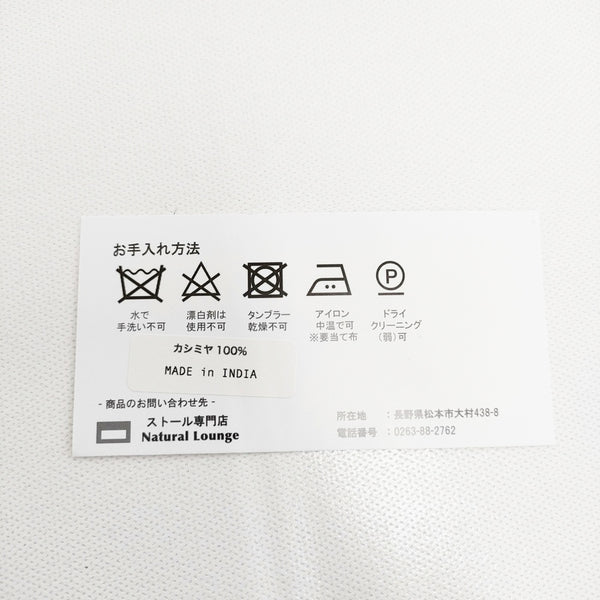 お手入れ方法
水で
手洗い不可
漂白剤は
使用不可
タンブラー
乾燥不可
アイロン
中温で可
※要当て布
P
ドライ
クリーニング
(弱)可
カシミヤ 100%
MADE in INDIA
- 商品のお問い合わせ先 -
ストール専門店
Natural Lounge
所在地 : 長野県松本市大村438-8
電話番号 : 0263-88-2762